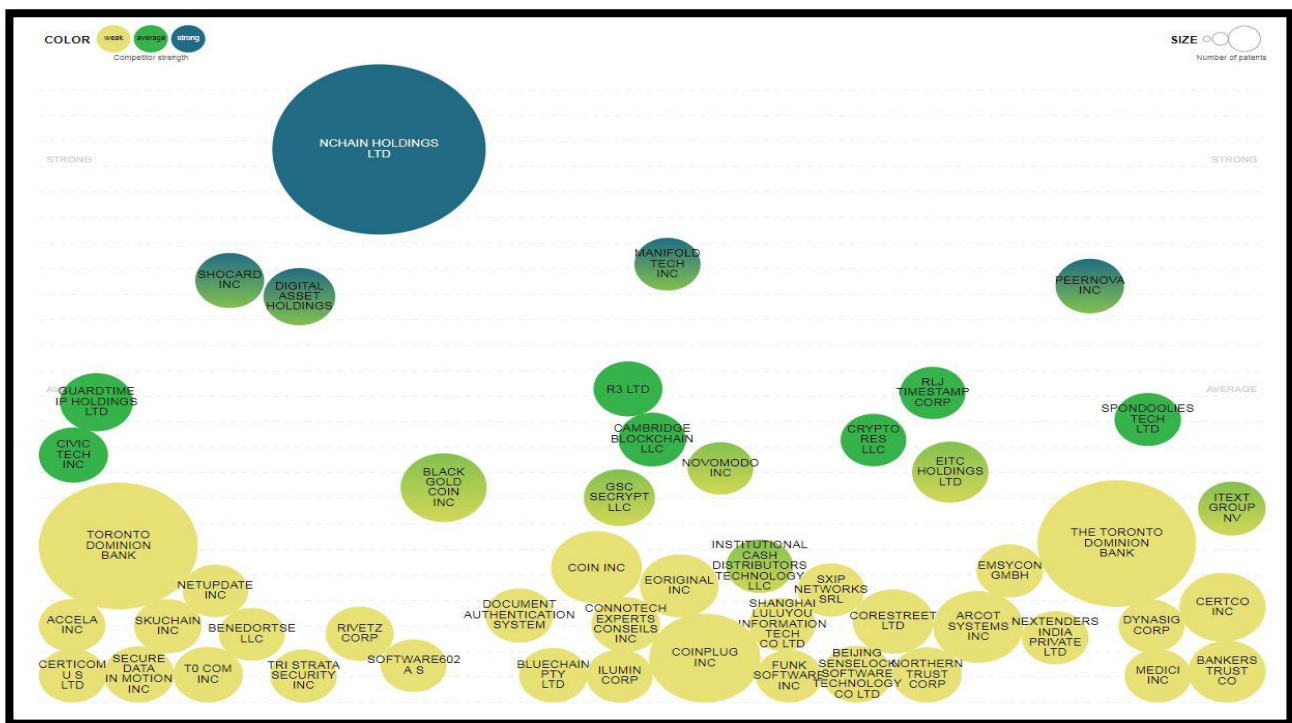 COLOR
weak
average
strong
Competitor strength
SIZE
Number of patents
NCHAIN HOLDINGS
LTD
STRONG
STRONG
SHOCARD
INC
DIGITAL
ASSET
HOLDINGS
MANIFOLD
TECH
INC
PEERNOVA
INC
AVERAGE
GUARDTIME
IP HOLDINGS
LTD
R3 LTD
RLJ
TIMESTAMP
CORP
SPONDOOLIES
TECH
LTD
CIVIC
TECH
INC
CAMBRIDGE
BLOCKCHAIN
LLC
CRYPTO
RES
LLC
BLACK
GOLD
COIN
INC
NOVOMODO
INC
GSC
SECRYPT
LLC
EITC
HOLDINGS
LTD
ITEXT
GROUP
NV
TORONTO
DOMINION
BANK
THE TORONTO
DOMINION
BANK
COIN INC
EORIGINAL
INC
INSTITUTIONAL
CASH
DISTRIBUTORS
TECHNOLOGY
LLC
SXIP
NETWORKS
SRL
EMSYCON
GMBH
NETUPDATE
INC
ACCELA
INC
SKUCHAIN
INC
BENEDORTSE
LLC
RIVETZ
CORP
DOCUMENT
AUTHENTICATION
SYSTEM
CONNOTECH
EXPERTS
CONSEILS
INC
SHANGHAI
LULUYOU
INFORMATION
TECH
CO LTD
CORESTREET
LTD
ARCOT
SYSTEMS
INC
NEXTENDERS
INDIA
PRIVATE
LTD
DYNASIG
CORP
CERTCO
INC
CERTICOM
U S
LTD
SECURE
DATA
IN MOTION
INC
T0 COM
INC
TRI STRATA
SECURITY
INC
SOFTWARE602
A S
BLUECHAIN
PTY
LTD
ILUMIN
CORP
COINPLUG
INC
FUNK
SOFTWARE
INC
BEIJING
SENSELOCK
SOFTWARE
TECHNOLOGY
CO LTD
NORTHERN
TRUST
CORP
MEDICI
INC
BANKERS
TRUST
CO